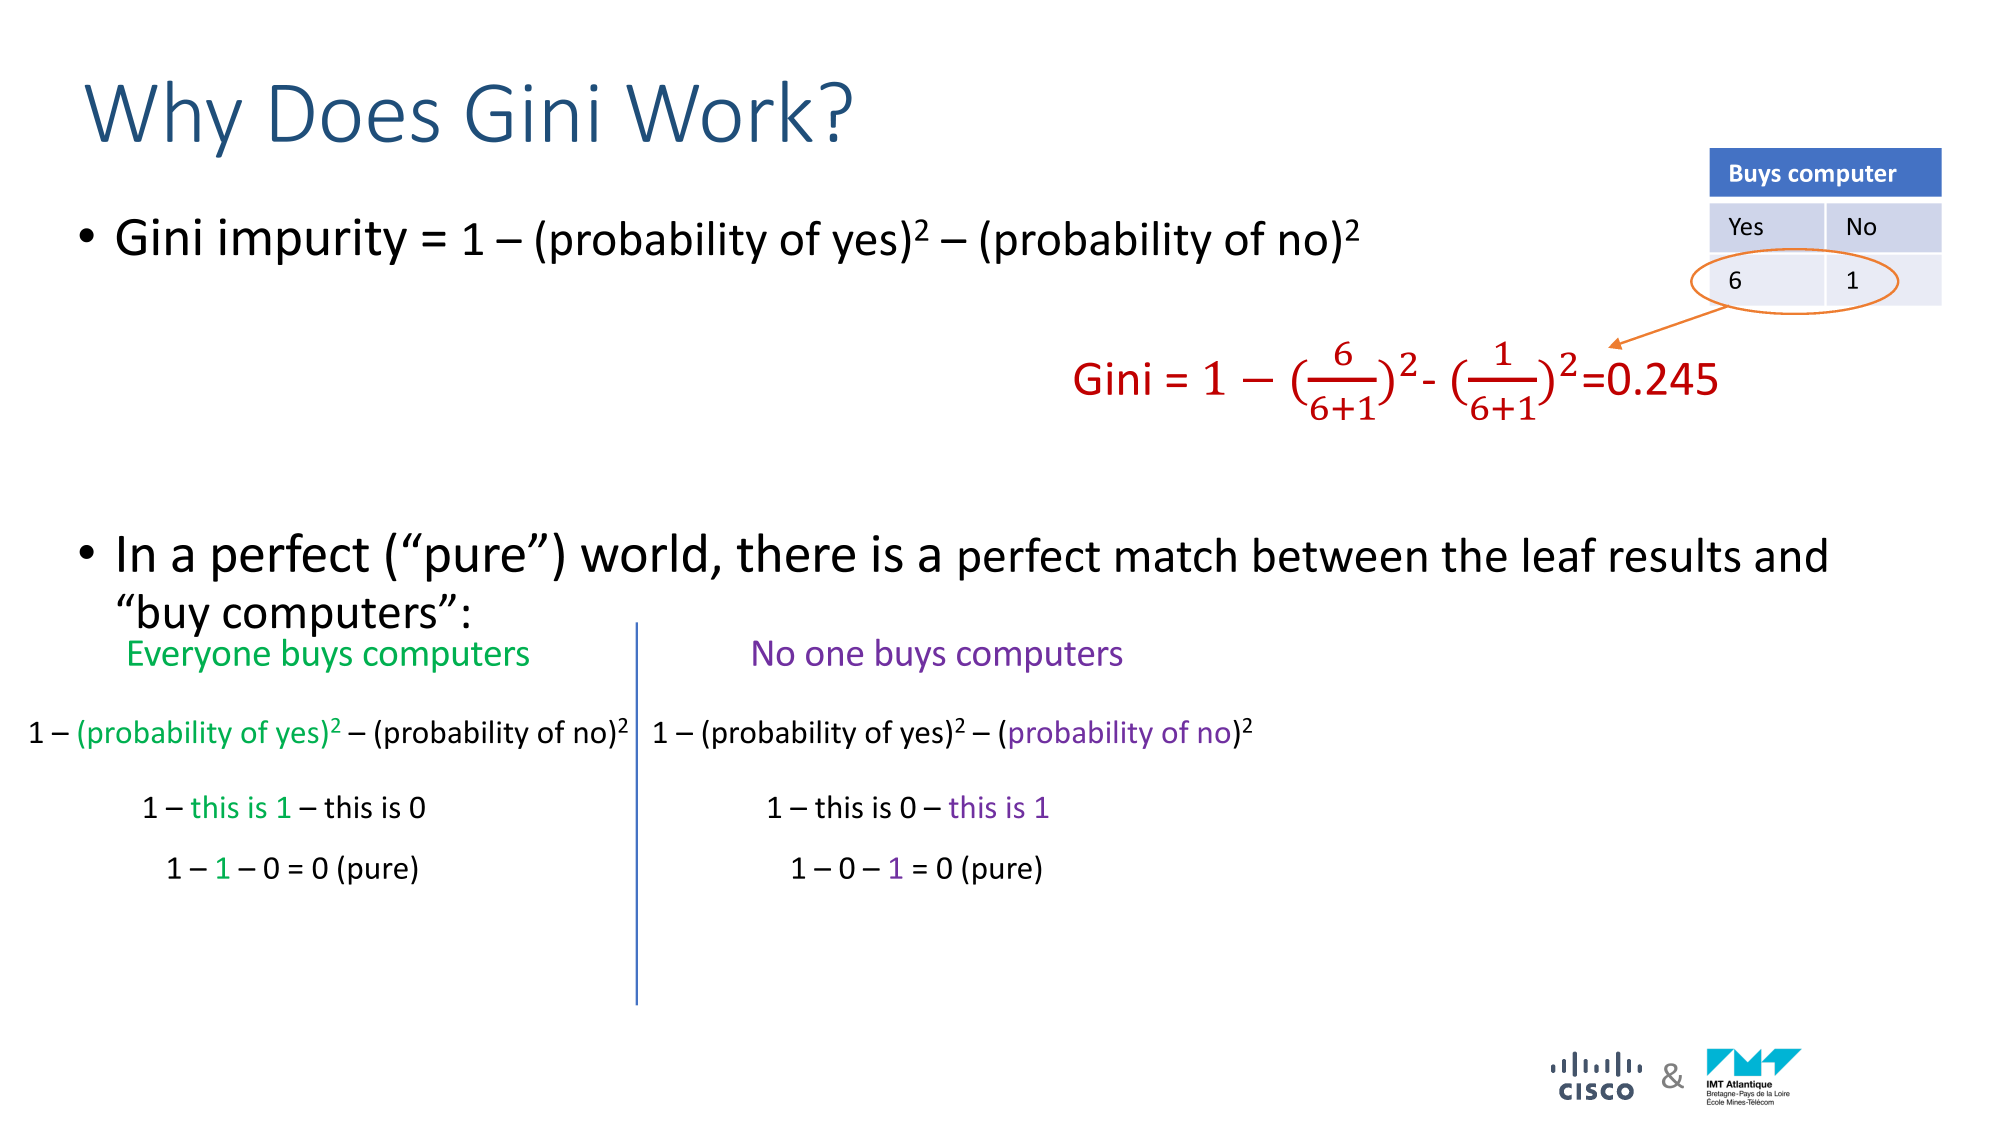 Why Does Gini Work?
Buys computer
Yes No
6 1
• Gini impurity = 1 – (probability of yes)² – (probability of no)²
Gini = 1 − (6/6+1)²- (1/6+1)²=0.245
• In a perfect (“pure”) world, there is a perfect match between the leaf results and
“buy computers”:
Everyone buys computers
1 – (probability of yes)² – (probability of no)²
1 – this is 1 – this is 0
1 – 1 – 0 = 0 (pure)
No one buys computers
1 – (probability of yes)² – (probability of no)²
1 – this is 0 – this is 1
1 – 0 – 1 = 0 (pure)
CISCO
&
IMT Atlantique
Bretagne-Pays de la Loire
École Mines-Télécom